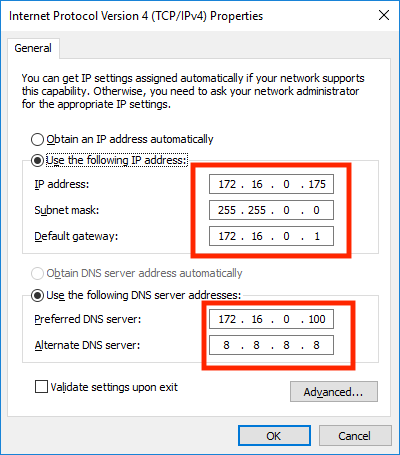 Internet Protocol Version 4 (TCP/IPv4) Properties
General
You can get IP settings assigned automatically if your network supports
this capability. Otherwise, you need to ask your network administrator
for the appropriate IP settings.
Obtain an IP address automatically
Use the following IP address:
IP address: 172 . 16 . 0 . 175
Subnet mask: 255 . 255 . 0 . 0
Default gateway: 172 . 16 . 0 . 1
Obtain DNS server address automatically
Use the following DNS server addresses:
Preferred DNS server: 172 . 16 . 0 . 100
Alternate DNS server: 8 . 8 . 8 . 8
Validate settings upon exit
Advanced...
OK Cancel